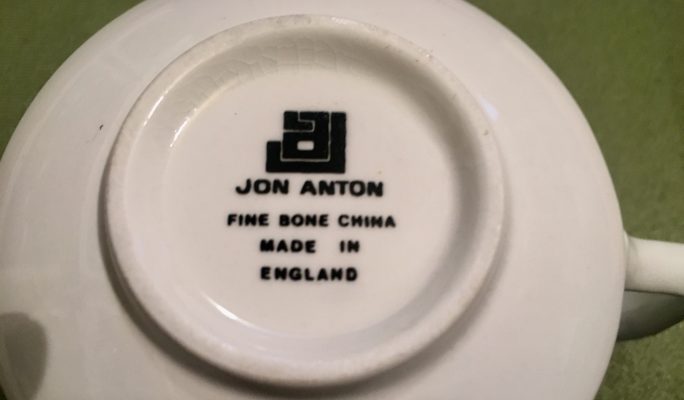 JON ANTON
FINE BONE CHINA
MADE IN
ENGLAND